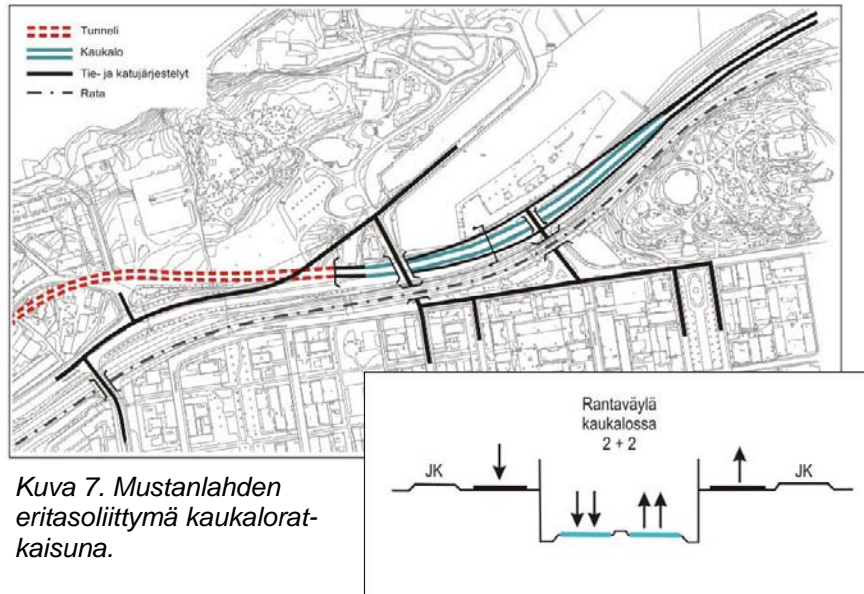 Tunneli
Kaukalo
Tie- ja katujärjestelyt
Rata
Rantaväylä
kaukalossa
2 + 2
JK
JK
Kuva 7. Mustanlahden
eritasoliittymä kaukalorat-
kaisuna.